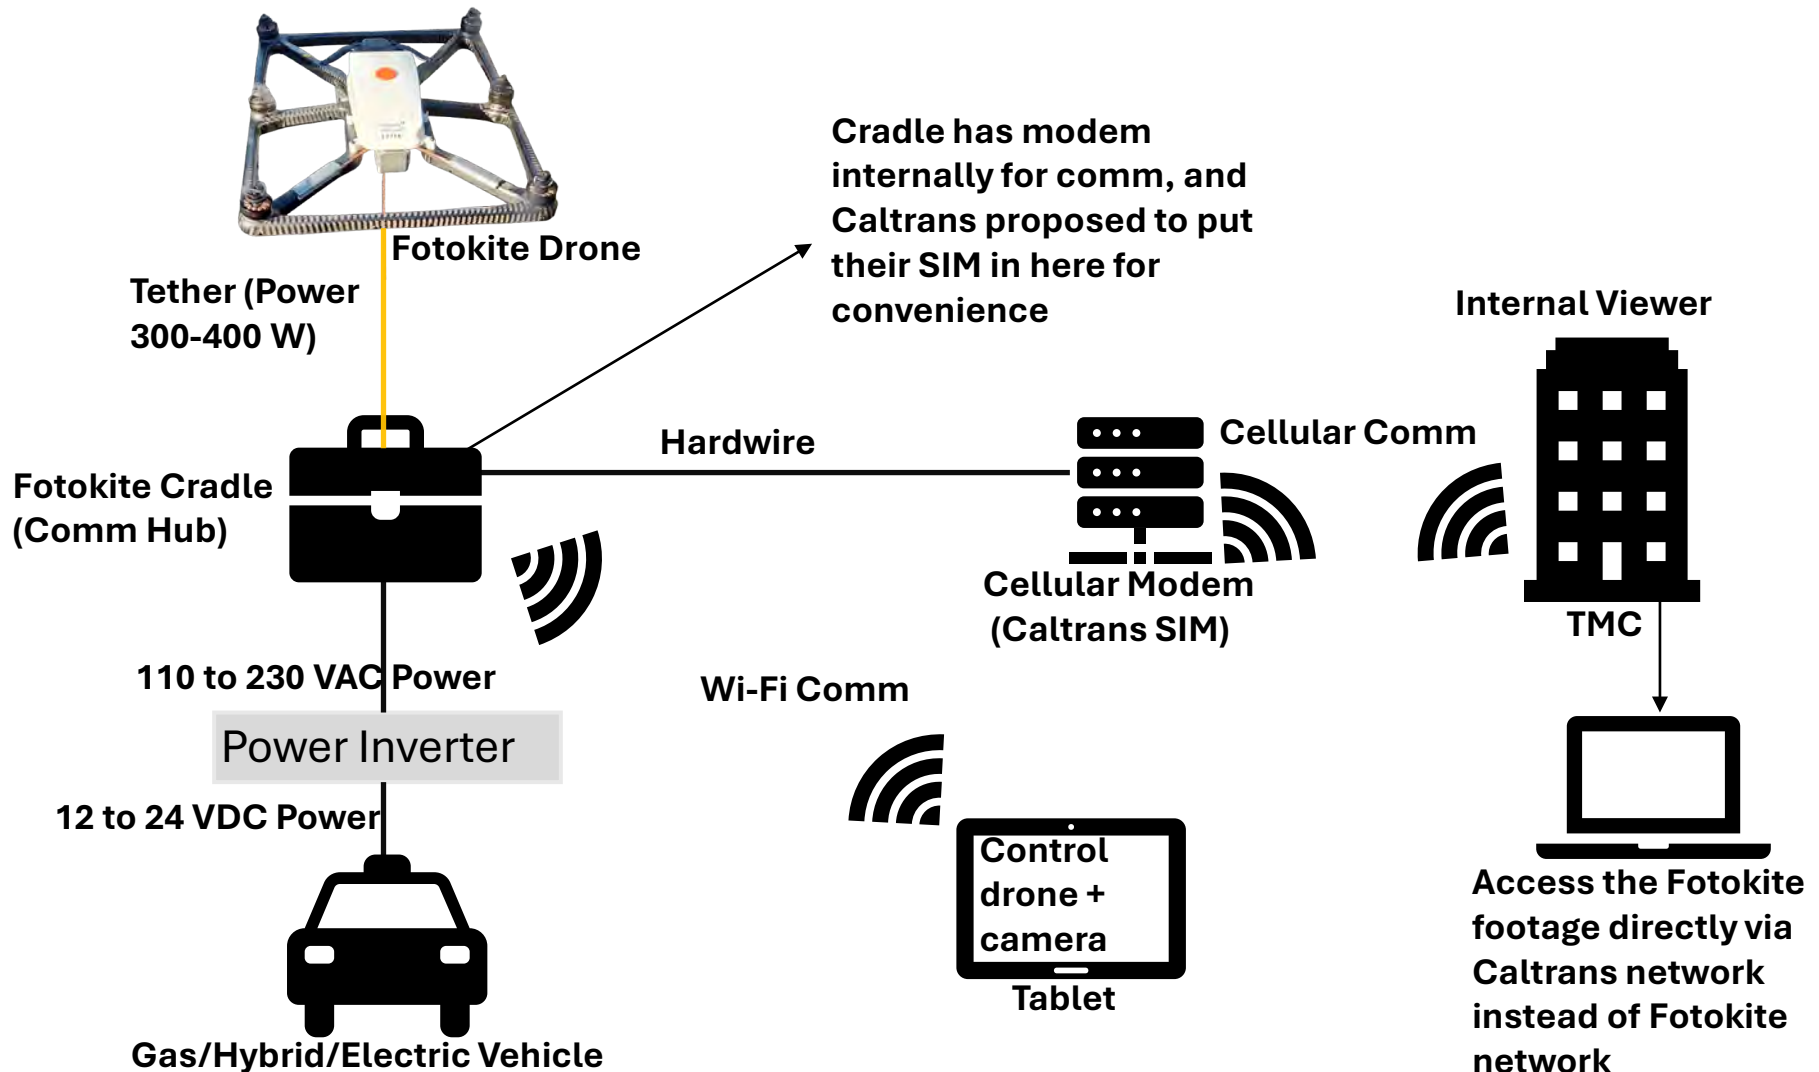 Cradle has modem
internally for comm, and
Caltrans proposed to put
their SIM in here for
convenience
Fotokite Drone
Tether (Power
300-400 W)
Internal Viewer
Hardwire
Cellular Comm
Fotokite Cradle
(Comm Hub)
Cellular Modem
(Caltrans SIM)
TMC
110 to 230 VAC Power
Wi-Fi Comm
Power Inverter
12 to 24 VDC Power
Control
drone +
camera
Tablet
Access the Fotokite
footage directly via
Caltrans network
instead of Fotokite
network
Gas/Hybrid/Electric Vehicle